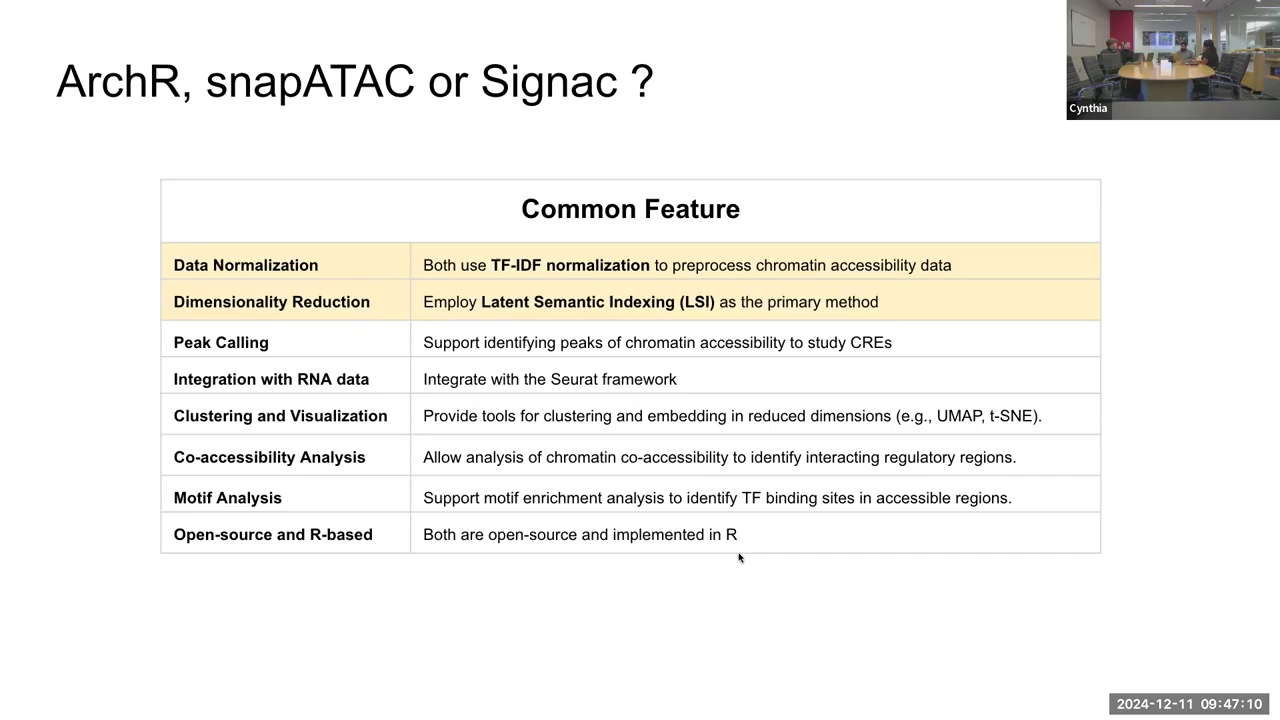 ArchR, snapATAC or Signac ?
Cynthia
Common Feature
Data Normalization Both use TF-IDF normalization to preprocess chromatin accessibility data
Dimensionality Reduction Employ Latent Semantic Indexing (LSI) as the primary method
Peak Calling Support identifying peaks of chromatin accessibility to study CREs
Integration with RNA data Integrate with the Seurat framework
Clustering and Visualization Provide tools for clustering and embedding in reduced dimensions (e.g., UMAP, t-SNE).
Co-accessibility Analysis Allow analysis of chromatin co-accessibility to identify interacting regulatory regions.
Motif Analysis Support motif enrichment analysis to identify TF binding sites in accessible regions.
Open-source and R-based Both are open-source and implemented in R
2024-12-11 09:47:10